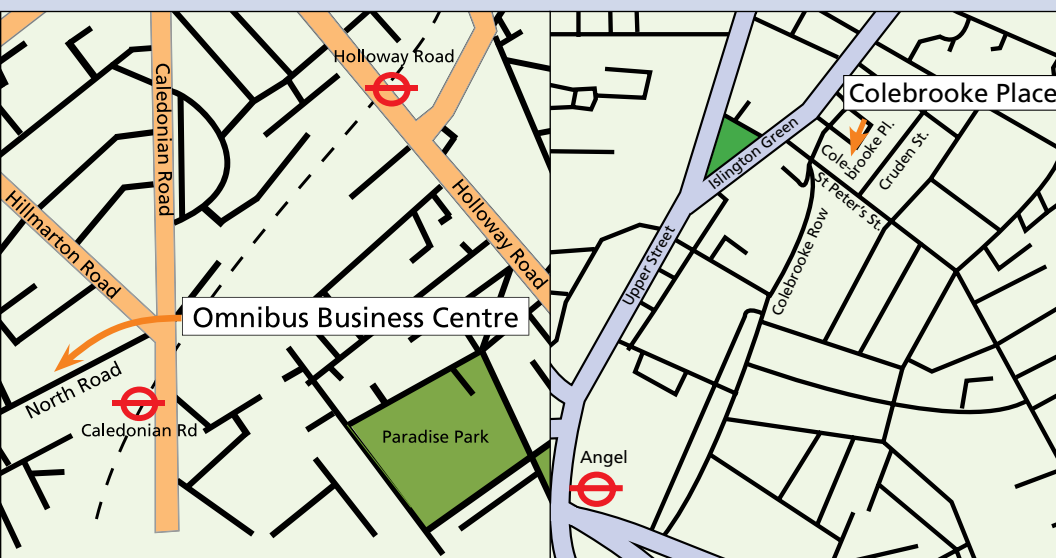 Holloway Road
Caledonian Road
Hillmarton Road
Holloway Road
Omnibus Business Centre
North Road
Caledonian Rd
Paradise Park
Colebrooke Place
Islington Green
Cole-
brooke Pl.
Cruden St.
St Peter's St.
Upper Street
Colebrooke Row
Angel